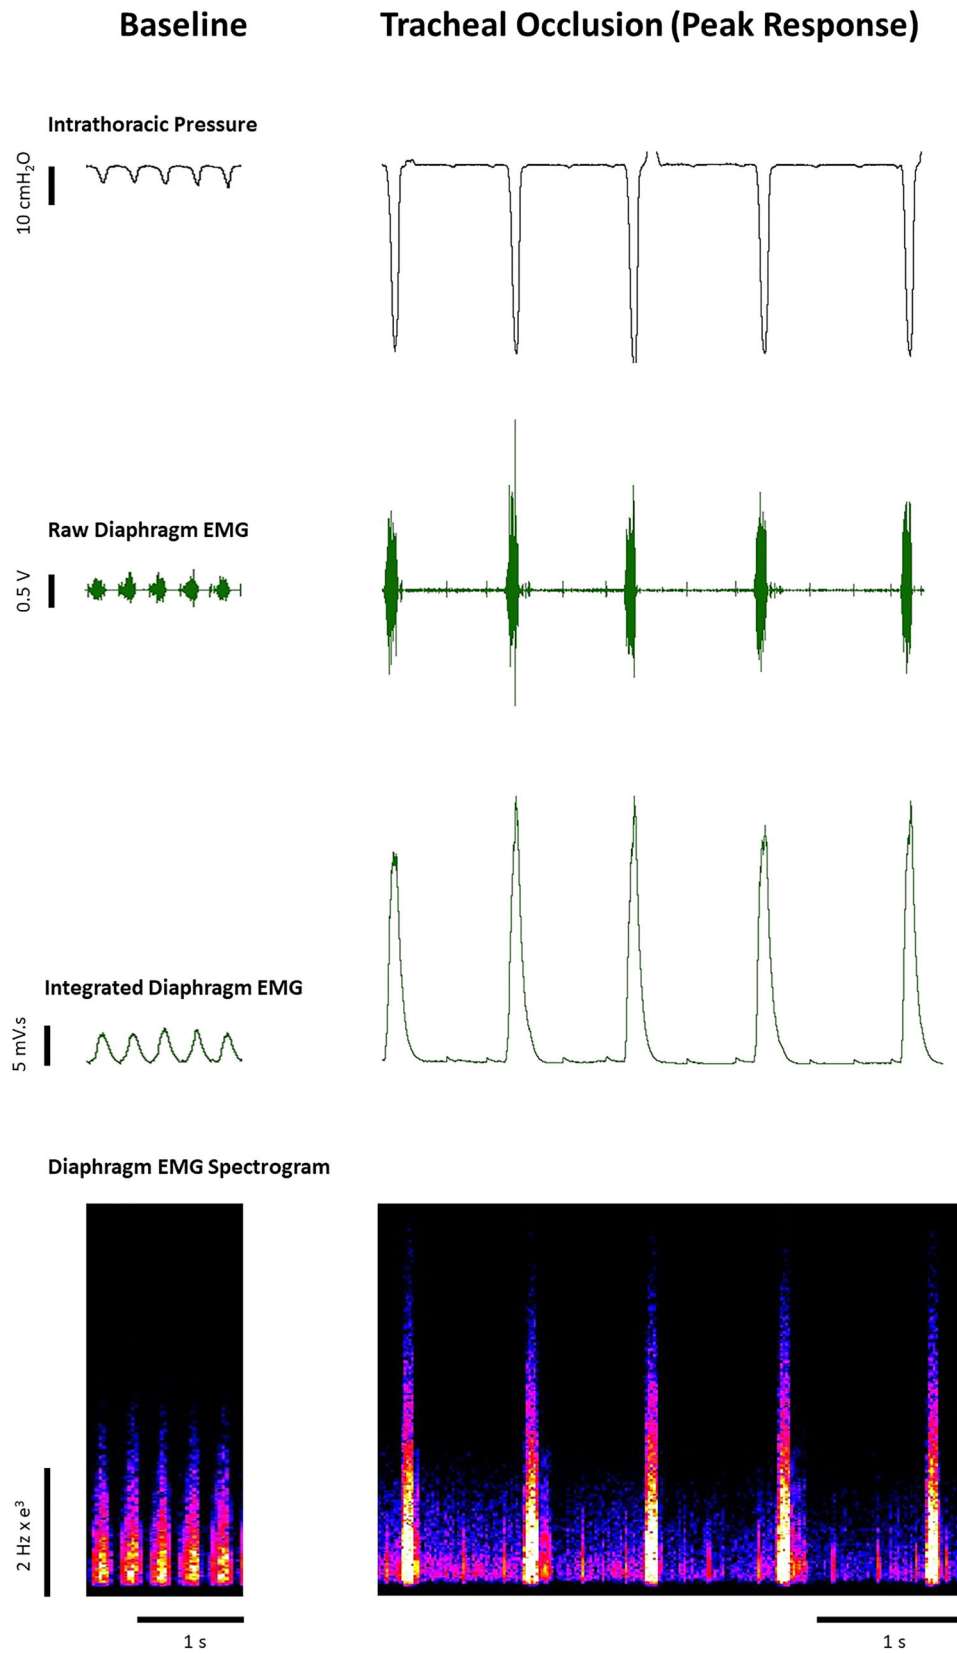 Baseline
Tracheal Occlusion (Peak Response)
Intrathoracic Pressure
10 cmH₂O
Raw Diaphragm EMG
0.5 V
Integrated Diaphragm EMG
5 mV.s
Diaphragm EMG Spectrogram
2 Hz x e³
1 s
1 s